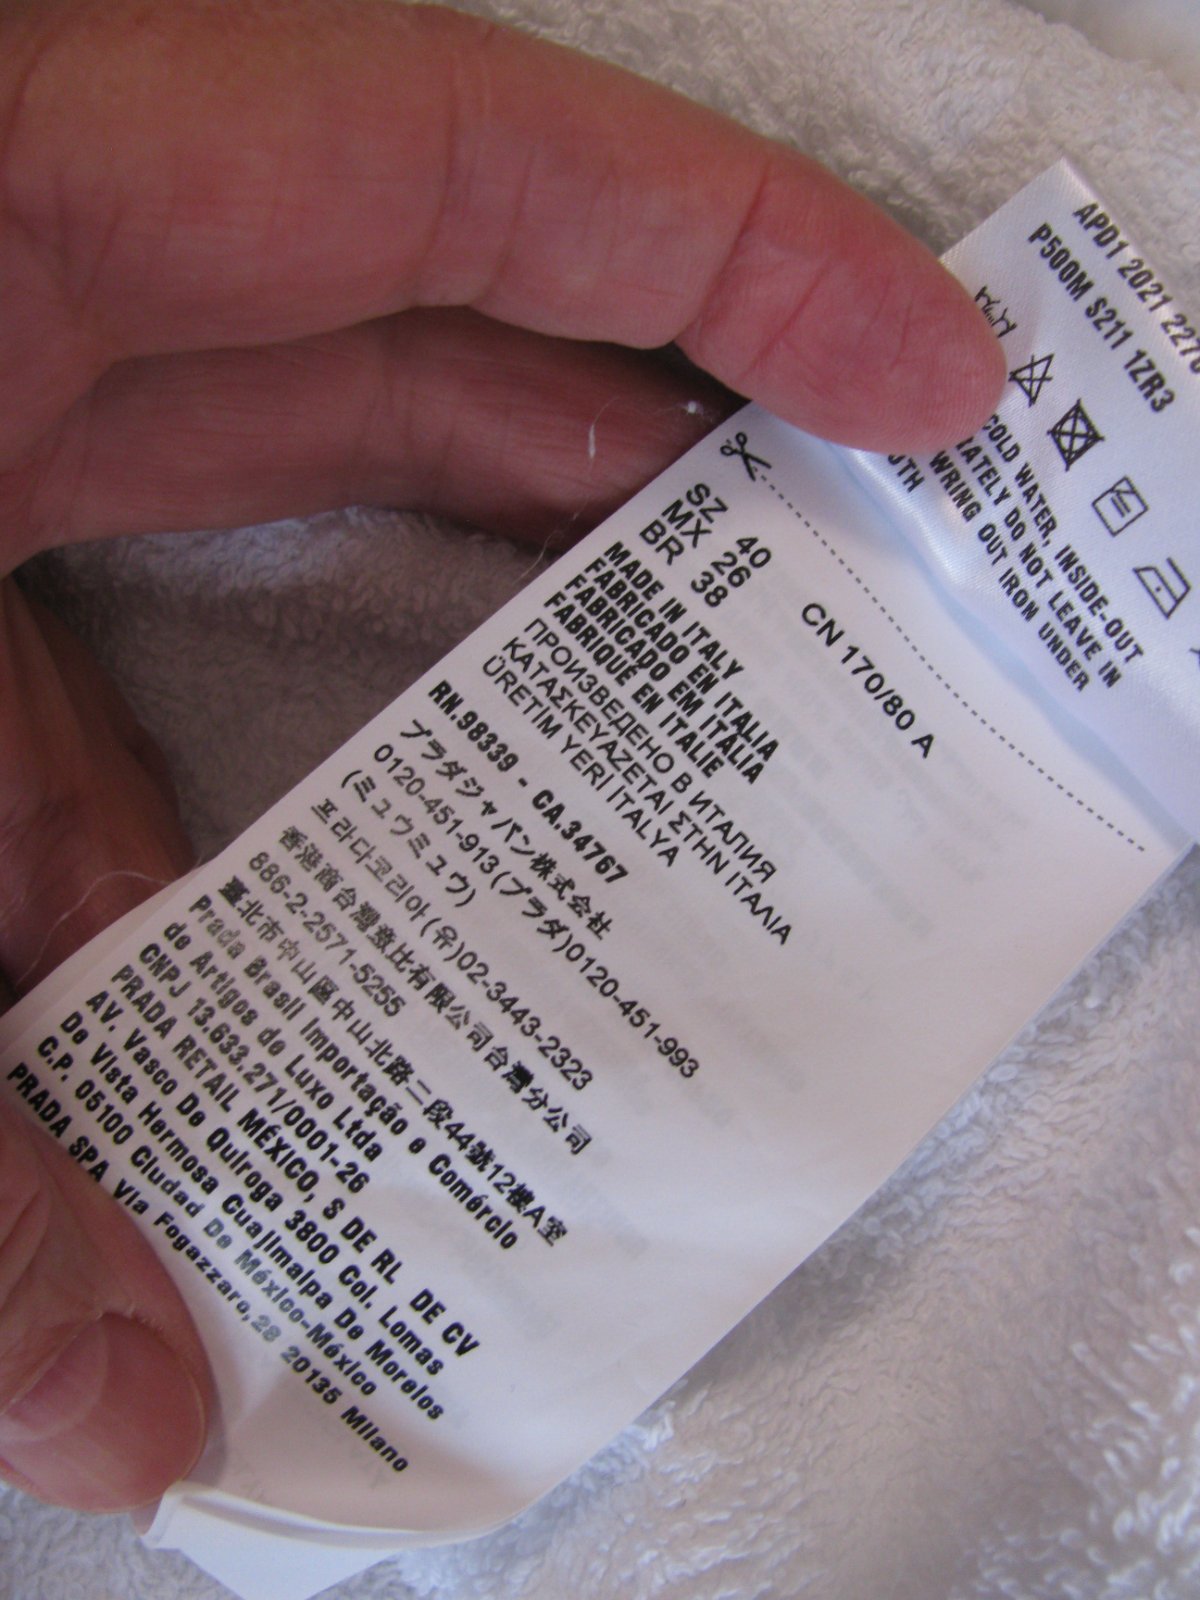 APD1 2021 2270
P500M S211 1ZR3
COLD WATER, INSIDE-OUT
DO NOT LEAVE IN
WRING OUT IRON UNDER
SZ 40
MX 26
BR 38
CN 170/80 A
MADE IN ITALY
FABRICADO EN ITALIA
FABRICADO EM ITÁLIA
FABRIQUÉ EN ITALIE
ПРОИЗВЕДЕНО В ИТАЛИЯ
ΚΑΤΑΣΚΕΥΑΖΕΤΑΙ ΣΤΗΝ ΙΤΑΛΙΑ
ÜRETİM YERİ İTALYA
RN.98339 - CA.34767
プラダジャパン株式会社
0120-451-913(プラダ)0120-451-993
(ミュウミュウ)
프라다코리아(유)02-3443-2323
香港商台灣意比有限公司台灣分公司
886-2-2571-5255
臺北市中山區中山北路二段44號12樓A室
Prada Brasil Importação e Comércio
de Artigos de Luxo Ltda
CNPJ 13.633.271/0001-26
PRADA RETAIL MÉXICO, S DE RL DE CV
AV. Vasco De Quiroga 3800 Col. Lomas
De Vista Hermosa Cuajimalpa De Morelos
C.P. 05100 Ciudad De México-México
PRADA SPA Via Fogazzaro,28 20135 Milano